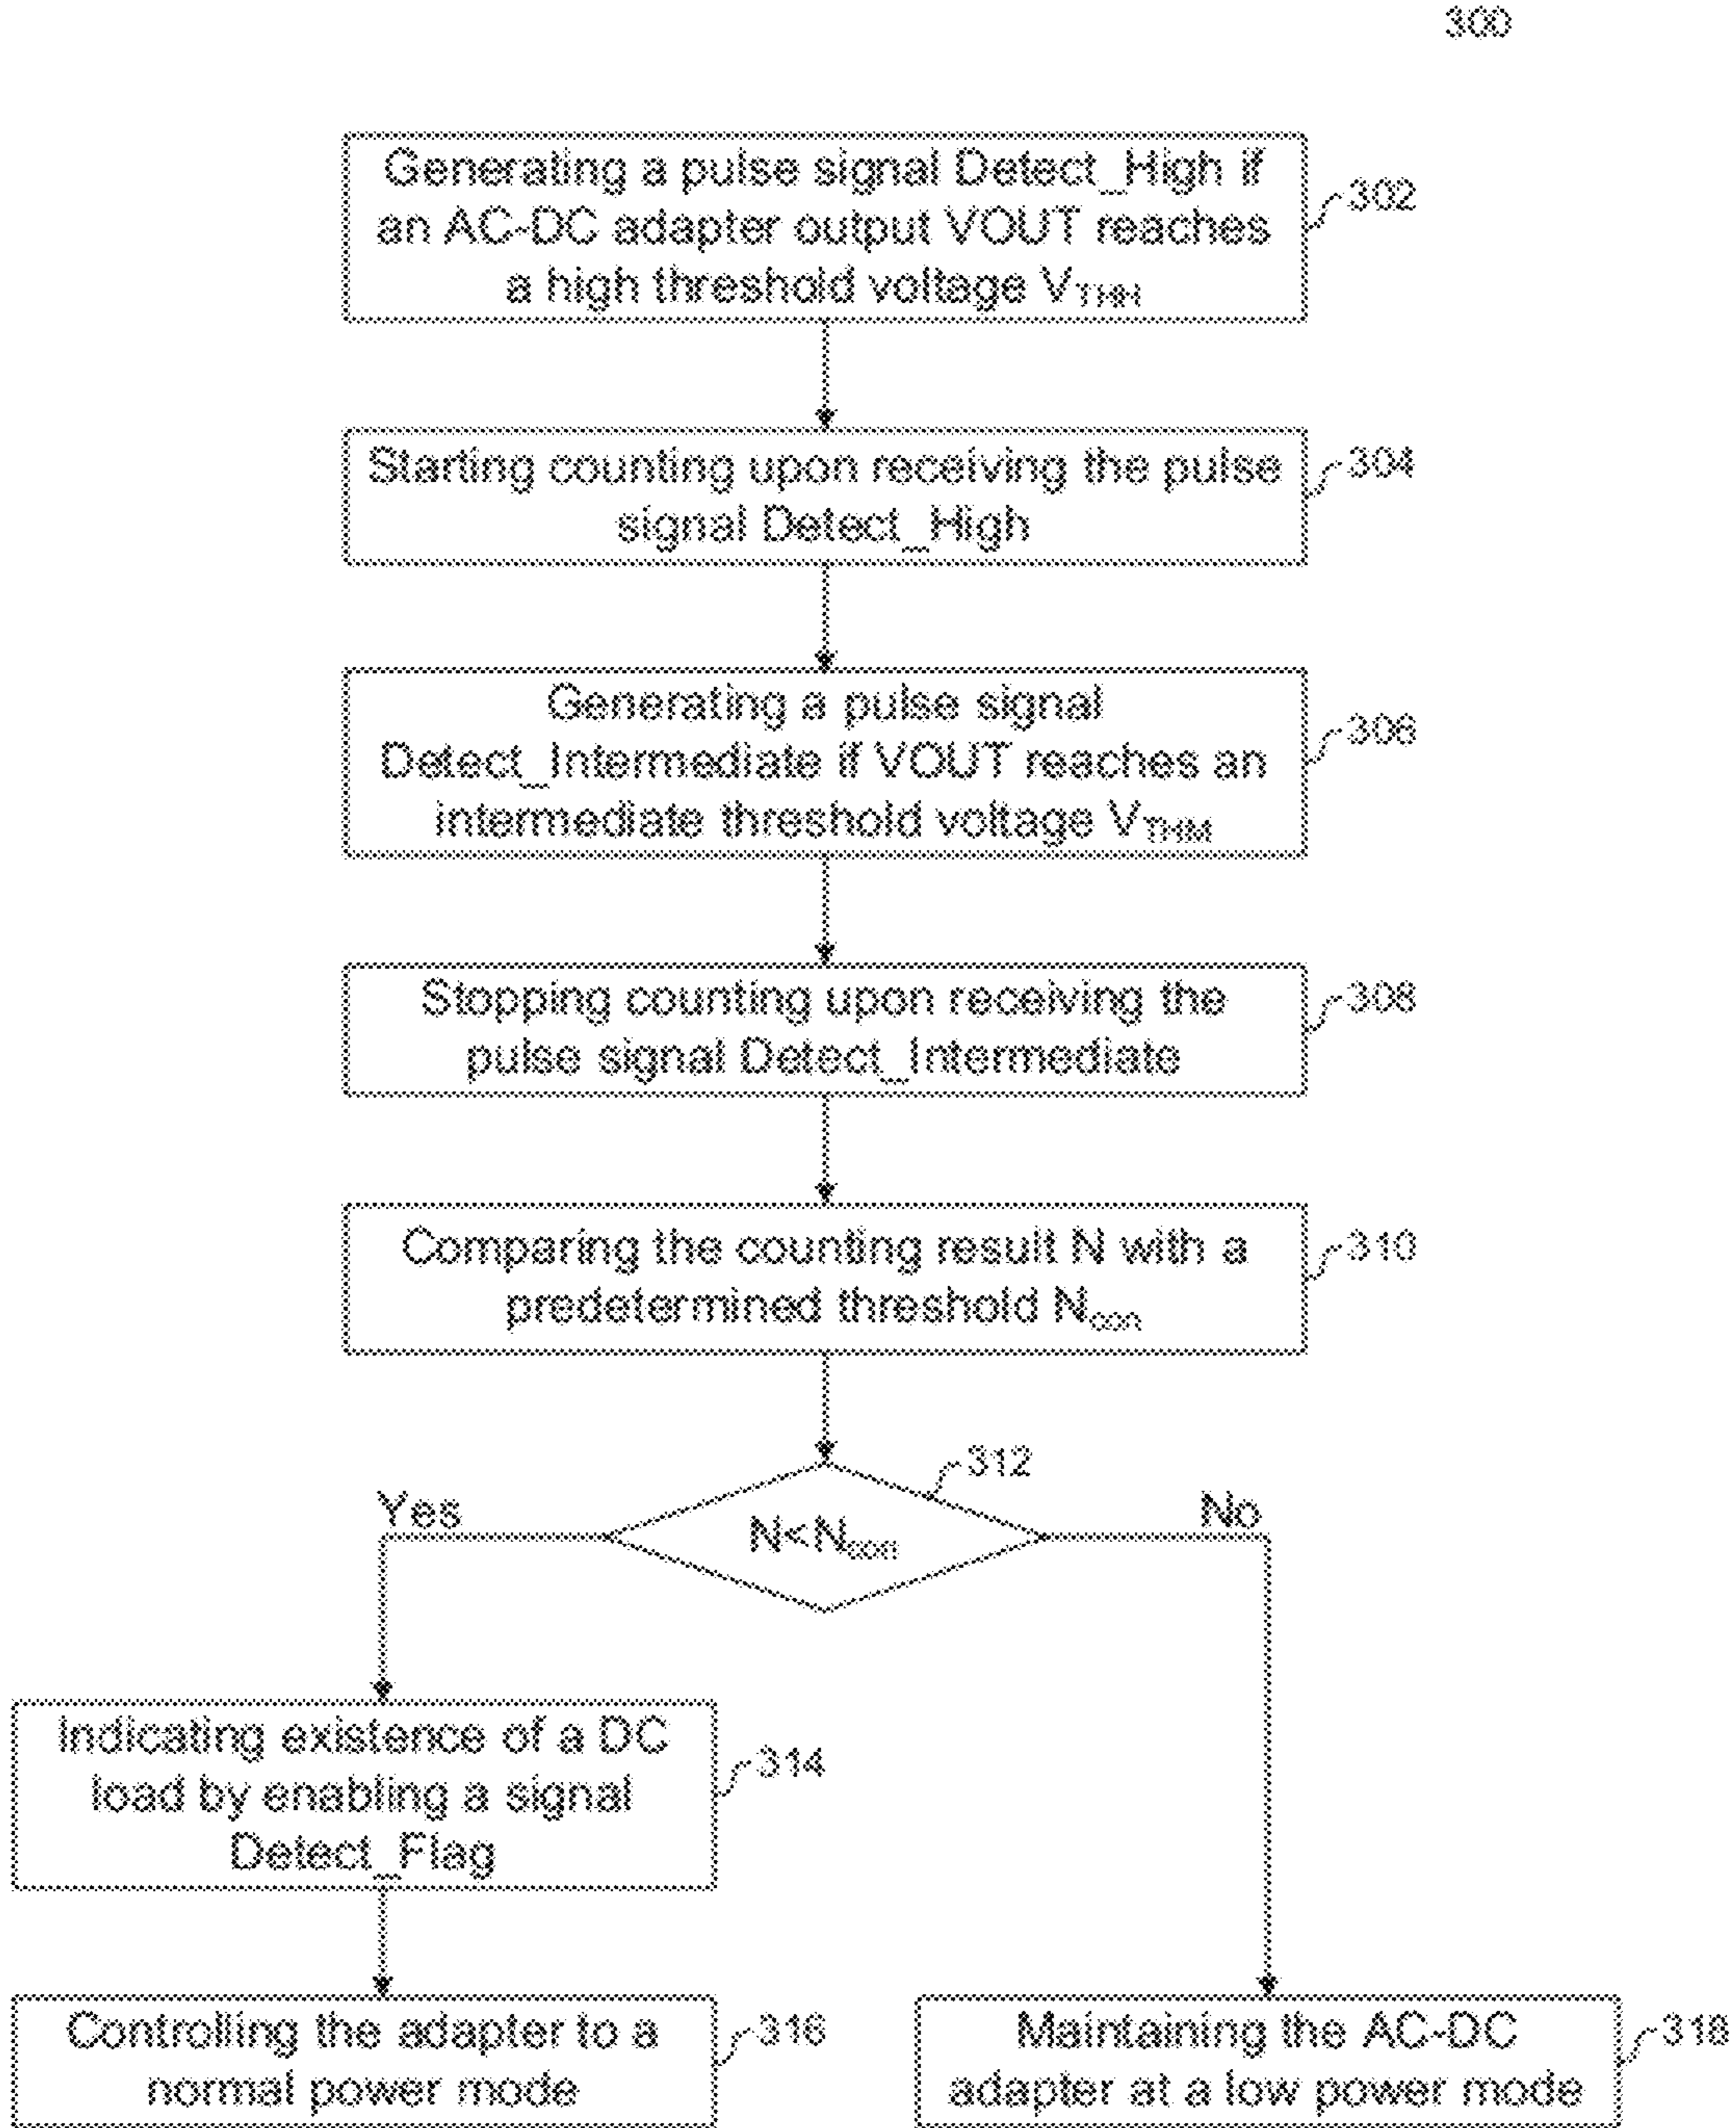 300
Generating a pulse signal Detect_High if
an AC-DC adapter output VOUT reaches
a high threshold voltage VTHH
302
Starting counting upon receiving the pulse
signal Detect_High
304
Generating a pulse signal
Detect_Intermediate if VOUT reaches an
intermediate threshold voltage VTHM
306
Stopping counting upon receiving the
pulse signal Detect_Intermediate
308
Comparing the counting result N with a
predetermined threshold Ncon
310
312
Yes
N<Ncon
No
Indicating existence of a DC
load by enabling a signal
Detect_Flag
314
Controlling the adapter to a
normal power mode
316
Maintaining the AC-DC
adapter at a low power mode
318